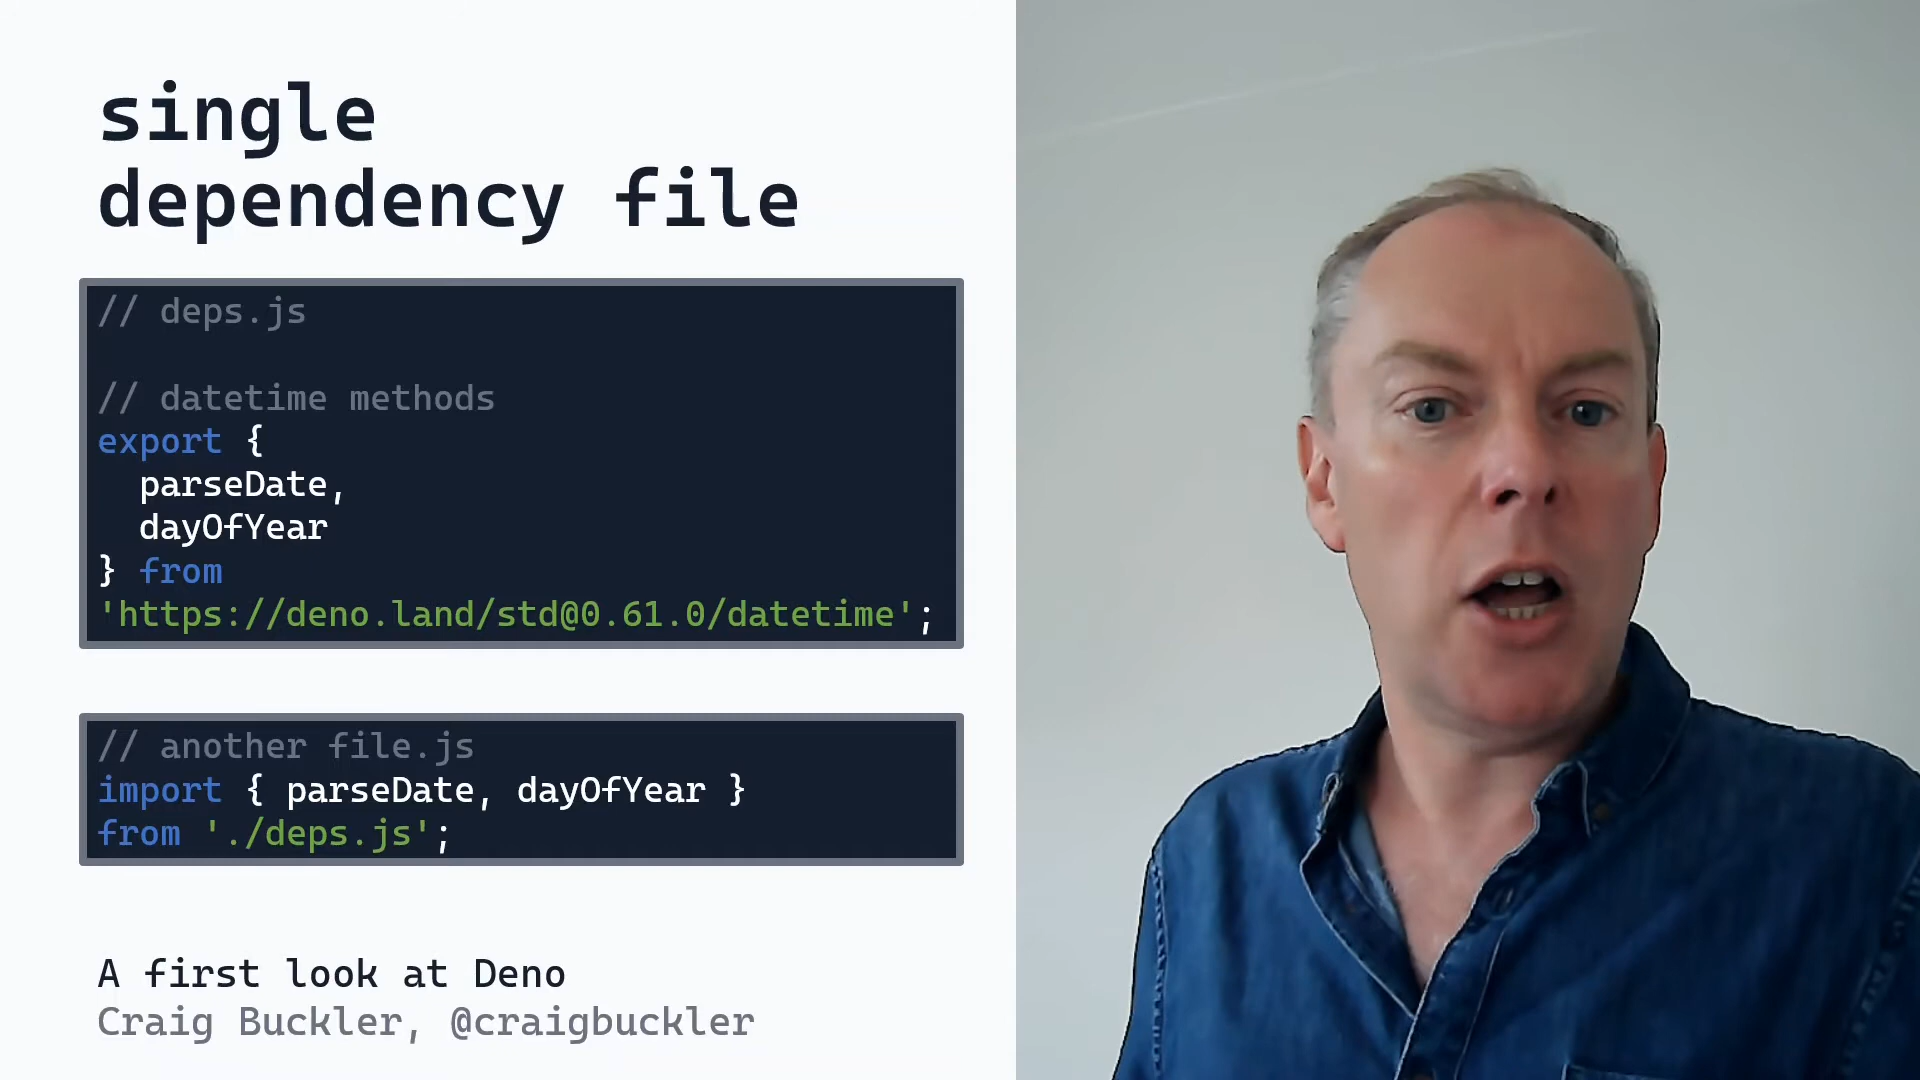 single
dependency file
// deps.js
// datetime methods
export {
parseDate,
dayOfYear
} from
'https://deno.land/std@0.61.0/datetime';
// another file.js
import { parseDate, dayOfYear }
from './deps.js';
A first look at Deno
Craig Buckler, @craigbuckler